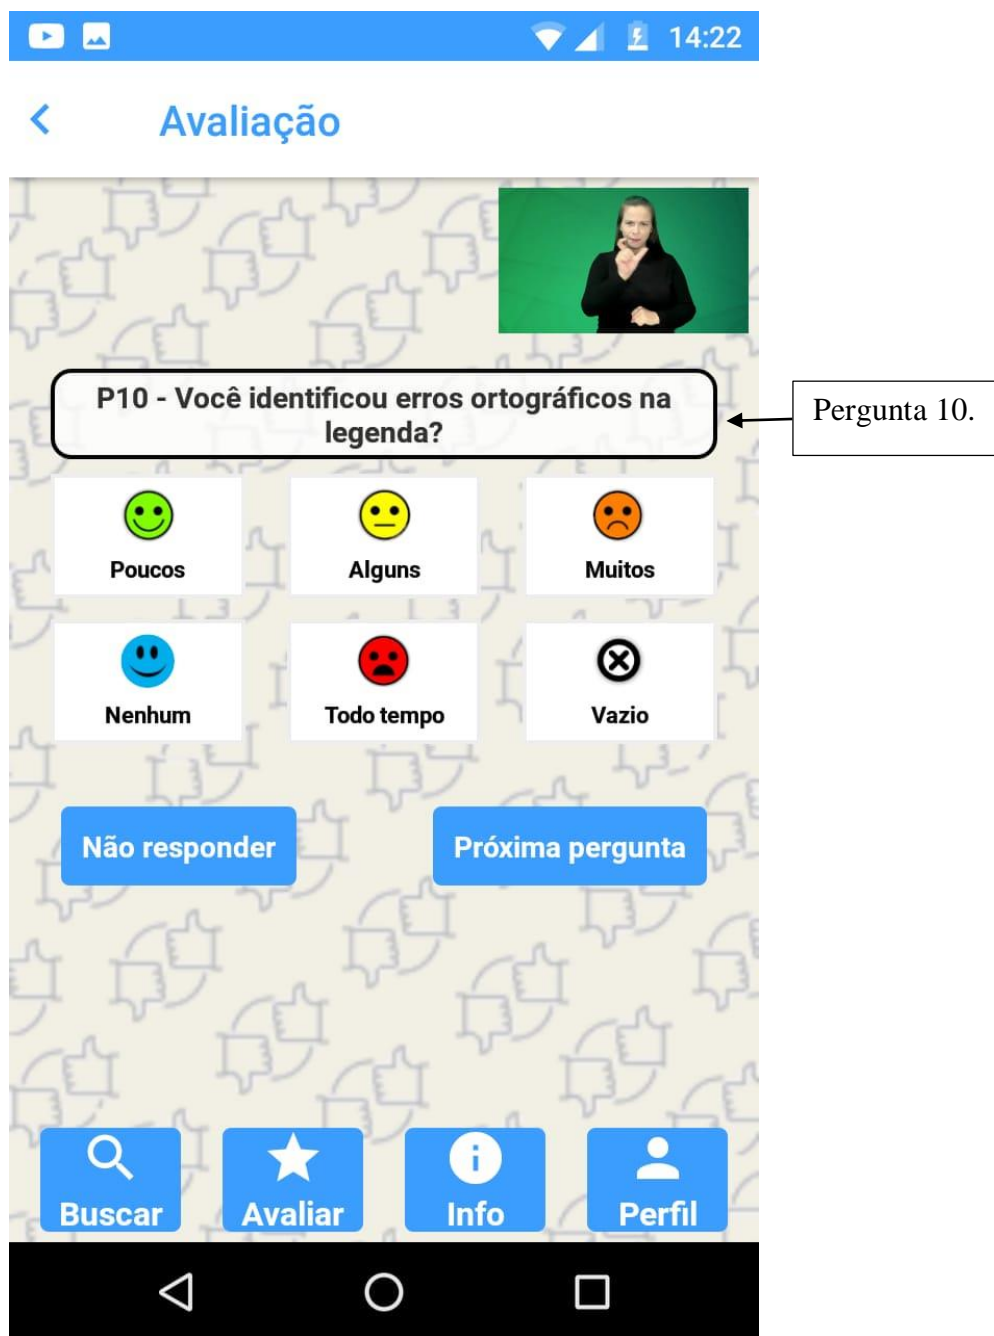 14:22
Avaliação
P10 - Você identificou erros ortográficos na
legenda?
Pergunta 10.
Poucos
Alguns
Muitos
Nenhum
Todo tempo
Vazio
Não responder
Próxima pergunta
Buscar
Avaliar
Info
Perfil